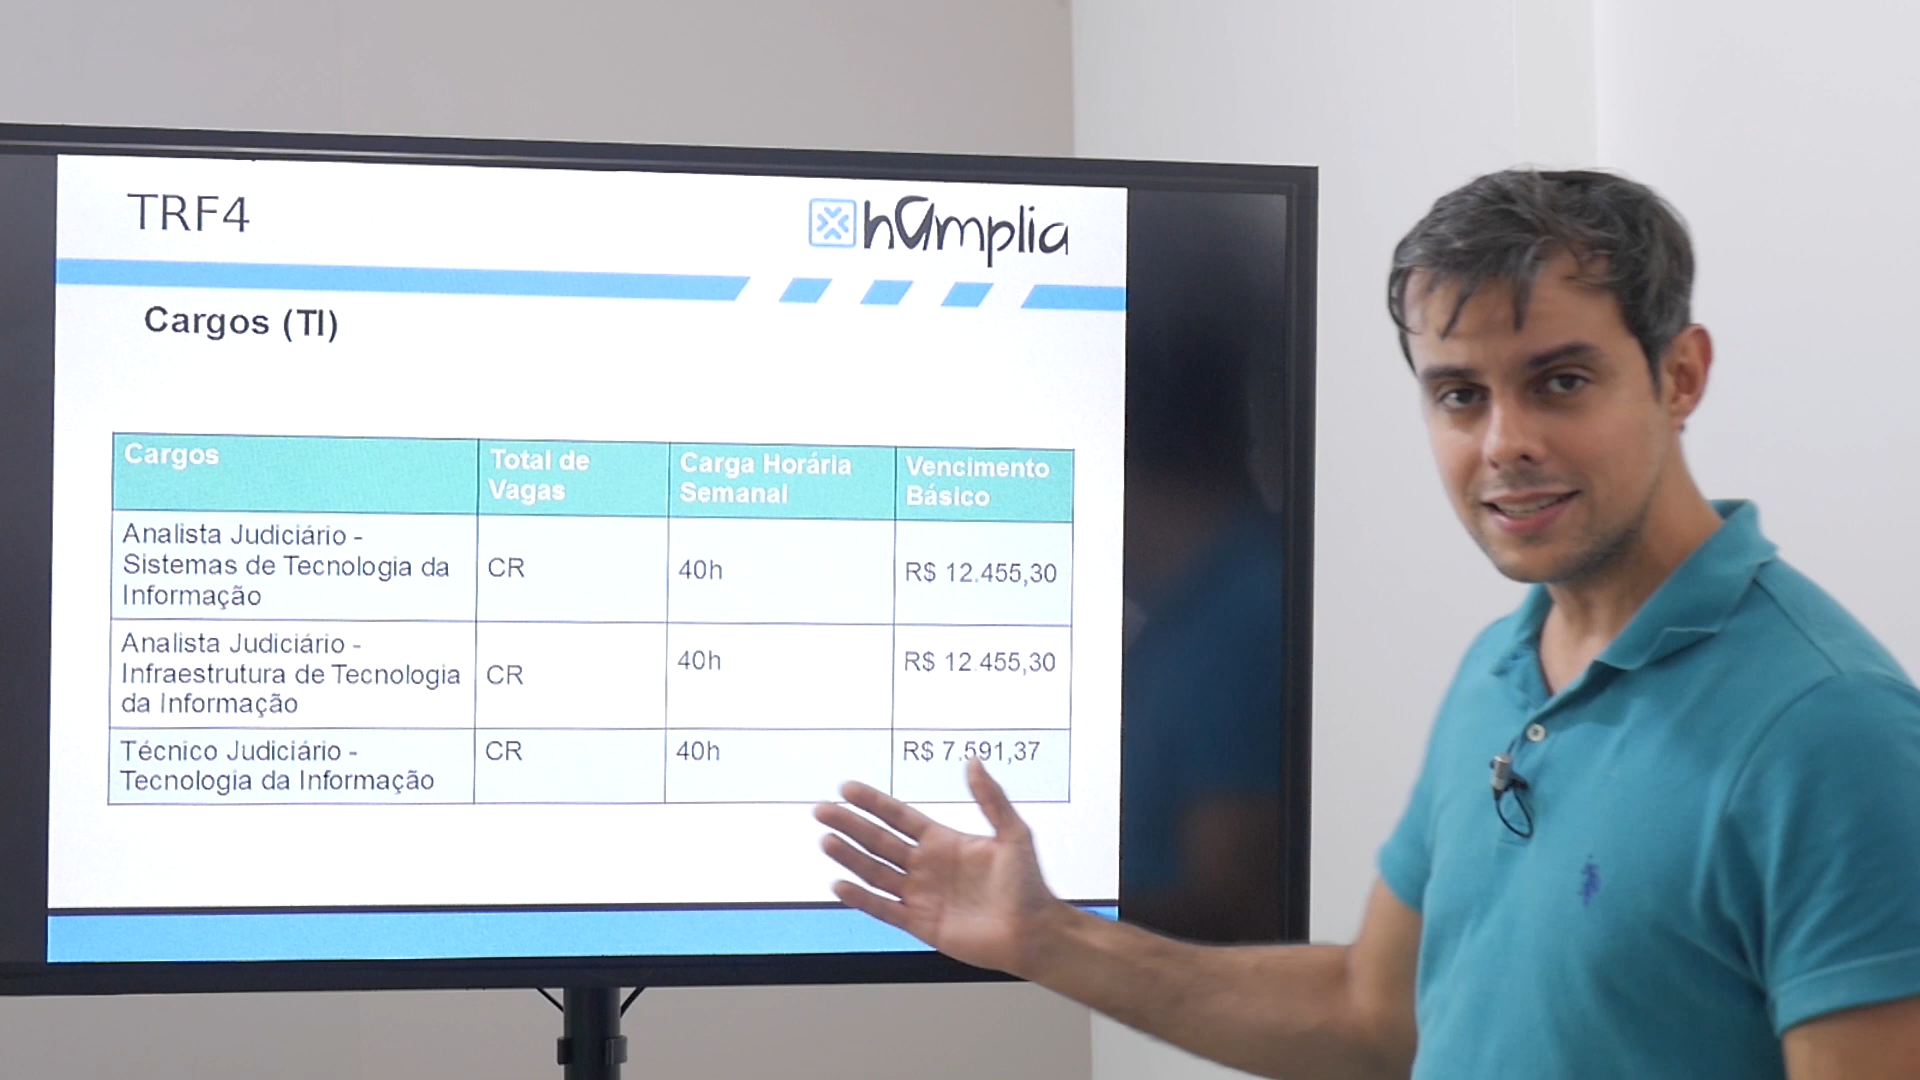 TRF4
hamplia
Cargos (TI)
Cargos
Total de
Vagas
Carga Horária
Semanal
Vencimento
Básico
Analista Judiciário -
Sistemas de Tecnologia da
Informação
CR
40h
R$ 12.455,30
Analista Judiciário -
Infraestrutura de Tecnologia
da Informação
CR
40h
R$ 12.455,30
Técnico Judiciário -
Tecnologia da Informação
CR
40h
R$ 7.591,37